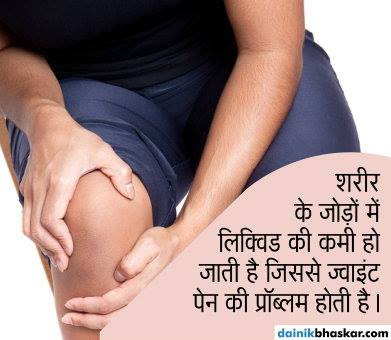 शरीर
के जोड़ों में
लिक्विड की कमी हो
जाती है जिससे ज्वाइंट
पेन की प्रॉब्लम होती है।
dainikbhaskar.com